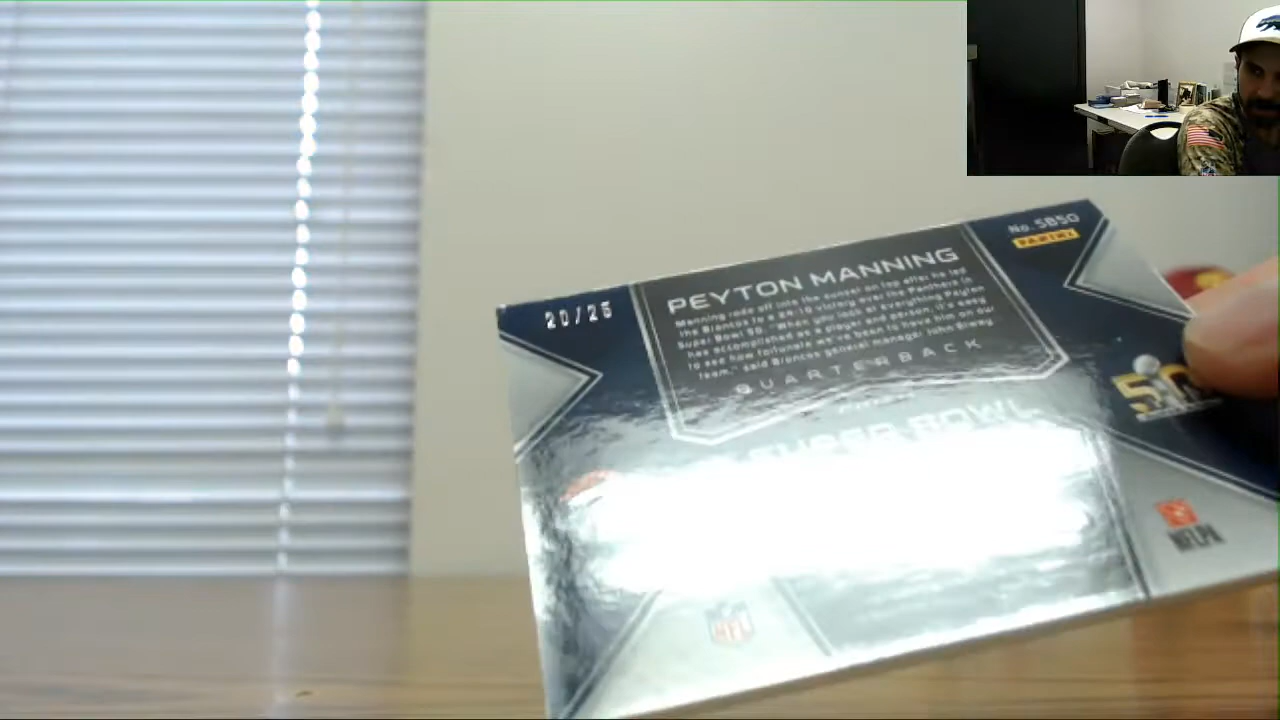 No. SB50
PANINI
20/25
PEYTON MANNING
Manning rode off into the sunset on top after he led
the Broncos to a 24-10 victory over the Panthers in
Super Bowl 50. "When you look at everything Peyton
has accomplished as a player and person, it's easy
to see how fortunate we've been to have him on our
team," said Broncos general manager John Elway.
QUARTERBACK
SUPER BOWL
50
NFLPA
NFL